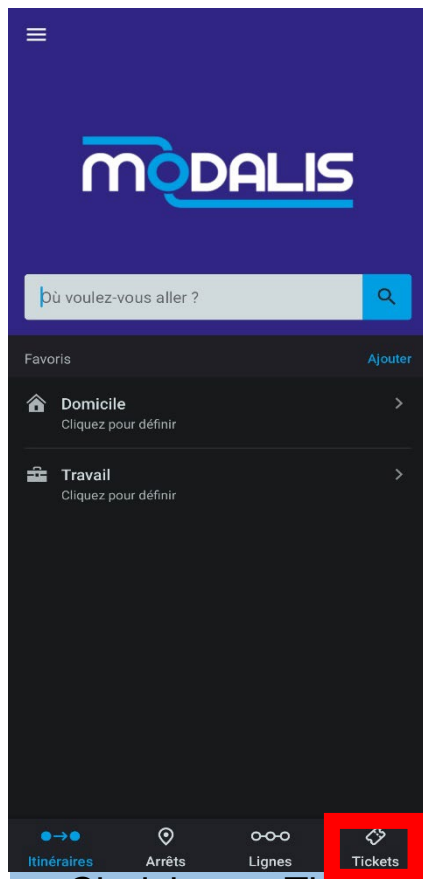 MODALIS
Où voulez-vous aller ?
Favoris Ajouter
Domicile
Cliquez pour définir
Travail
Cliquez pour définir
Itinéraires Arrêts Lignes Tickets